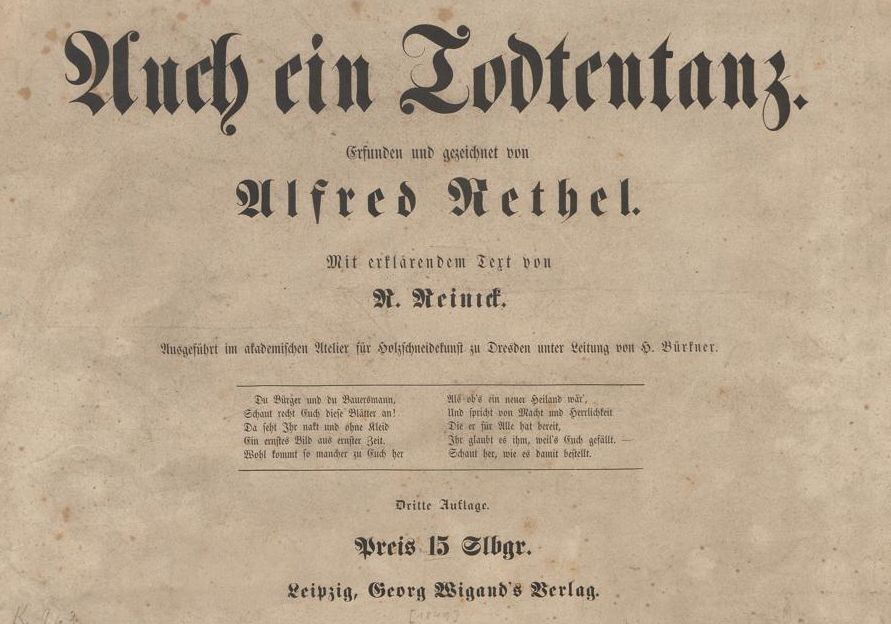 Auch ein Todtentanz.
Erfunden und gezeichnet von
Alfred Rethel.
Mit erklärendem Text von
R. Reinick.
Ausgeführt im akademischen Atelier für Holzschneidekunst zu Dresden unter Leitung von H. Bürkner.
Du Bürger und du Bauersmann,
Schaut recht Euch diese Blätter an!
Da seht Ihr nakt und ohne Kleid
Ein ernstes Bild aus ernster Zeit.
Wohl kommt so mancher zu Euch her
Als ob's ein neuer Heiland wär',
Und spricht von Macht und Herrlichkeit
Die er für Alle hat bereit,
Ihr glaubt es ihm, weil's Euch gefällt. —
Schaut her, wie es damit bestellt.
Dritte Auflage.
Preis 15 Slbgr.
Leipzig, Georg Wigand's Verlag.
[1849]